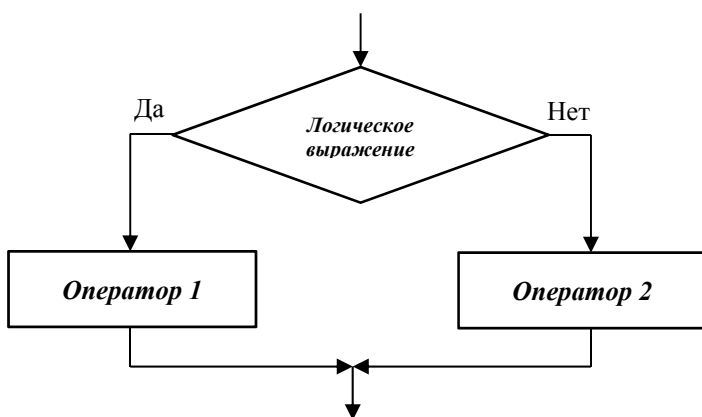 Да
Нет
Логическое
выражение
Оператор 1
Оператор 2